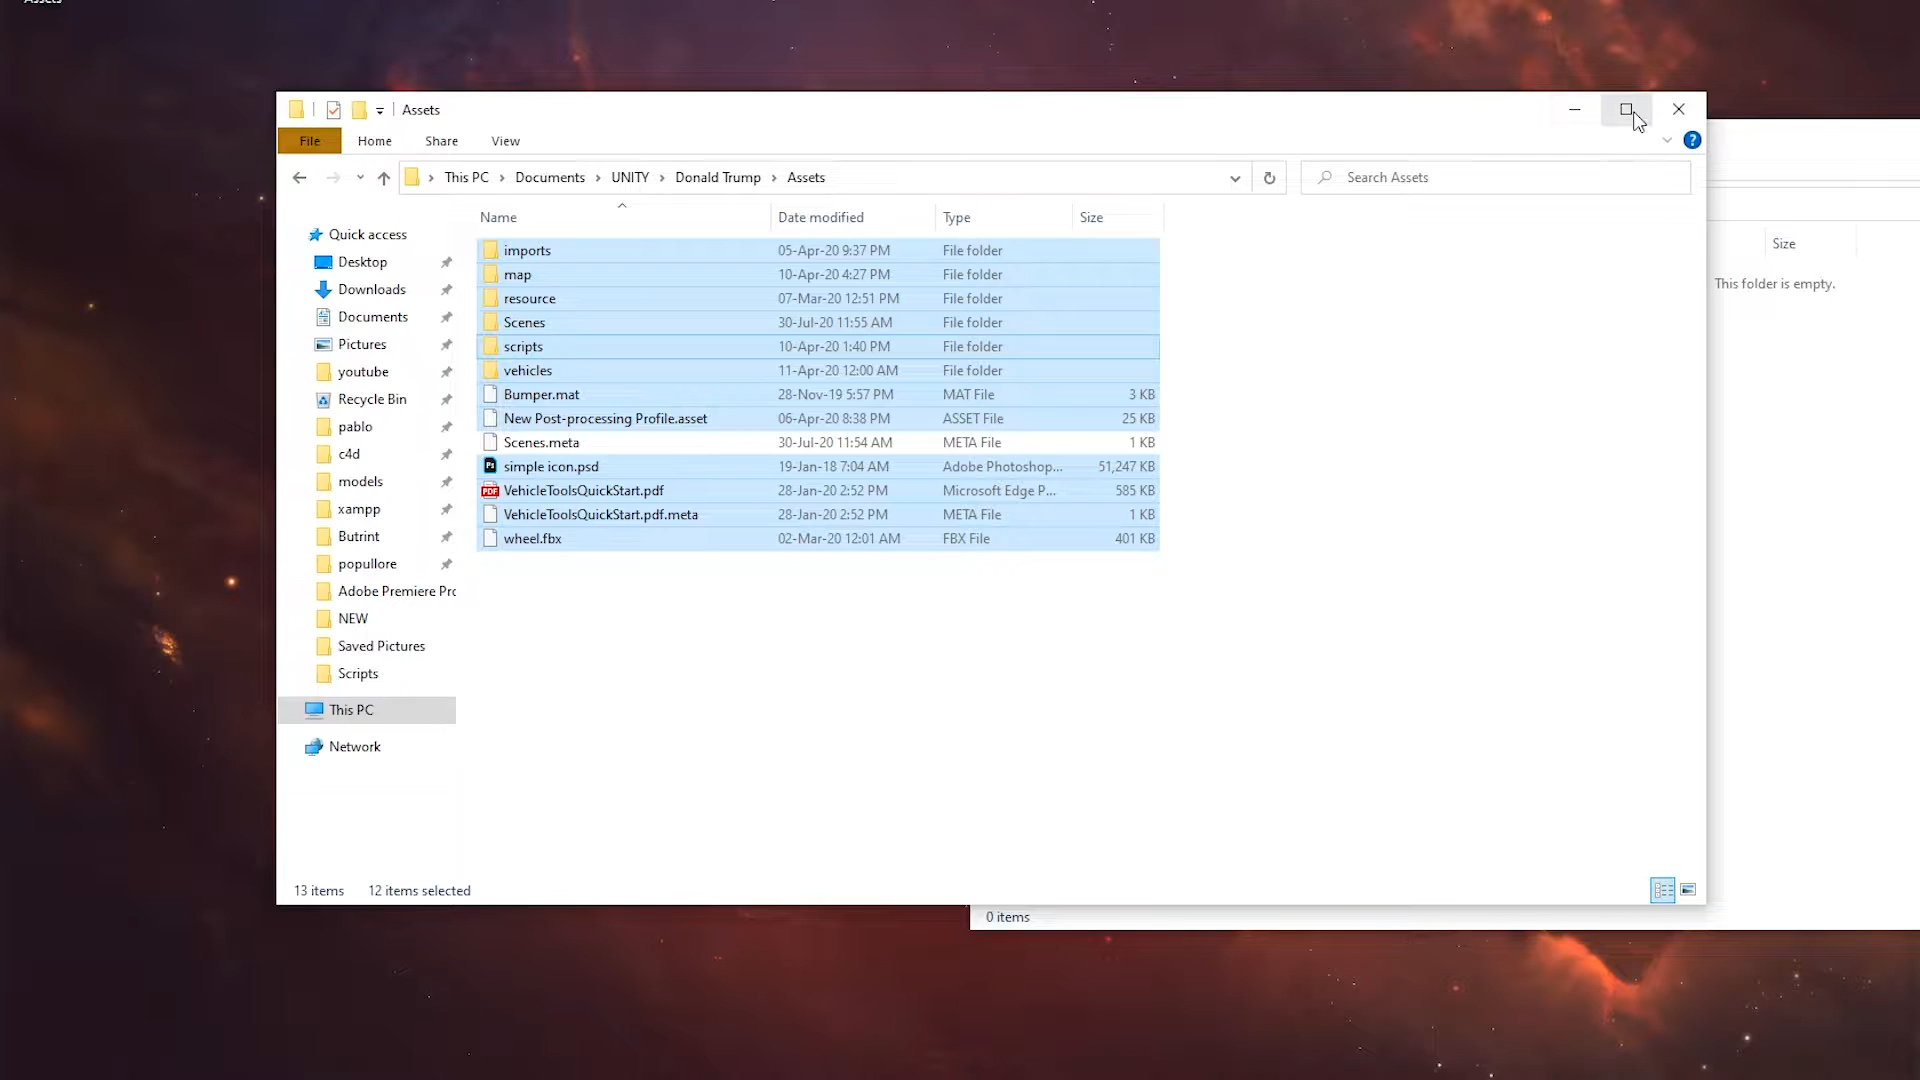 Assets
Assets
File Home Share View
This PC Documents UNITY Donald Trump Assets
Search Assets
Name Date modified Type Size
imports 05-Apr-20 9:37 PM File folder
map 10-Apr-20 4:27 PM File folder
resource 07-Mar-20 12:51 PM File folder
Scenes 30-Jul-20 11:55 AM File folder
scripts 10-Apr-20 1:40 PM File folder
vehicles 11-Apr-20 12:00 AM File folder
Bumper.mat 28-Nov-19 5:57 PM MAT File 3 KB
New Post-processing Profile.asset 06-Apr-20 8:38 PM ASSET File 25 KB
Scenes.meta 30-Jul-20 11:54 AM META File 1 KB
simple icon.psd 19-Jan-18 7:04 AM Adobe Photoshop... 51,247 KB
VehicleToolsQuickStart.pdf 28-Jan-20 2:52 PM Microsoft Edge P... 585 KB
VehicleToolsQuickStart.pdf.meta 28-Jan-20 2:52 PM META File 1 KB
wheel.fbx 02-Mar-20 12:01 AM FBX File 401 KB
Quick access
Desktop
Downloads
Documents
Pictures
youtube
Recycle Bin
pablo
c4d
models
xampp
Butrint
popullore
Adobe Premiere Prc
NEW
Saved Pictures
Scripts
This PC
Network
13 items 12 items selected
Size
This folder is empty.
0 items